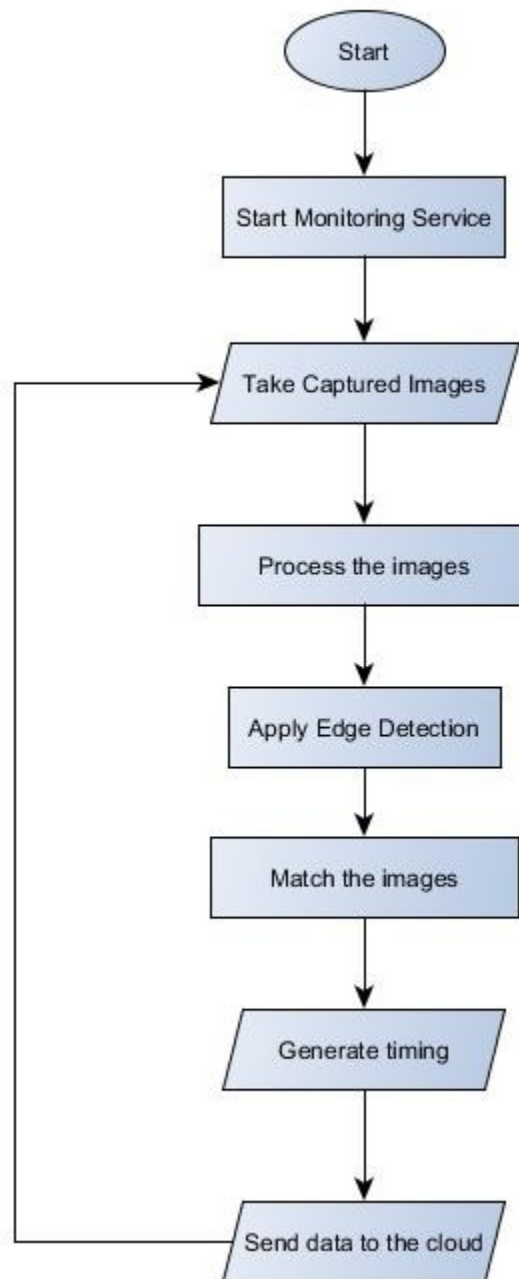 Start
Start Monitoring Service
Take Captured Images
Process the images
Apply Edge Detection
Match the images
Generate timing
Send data to the cloud